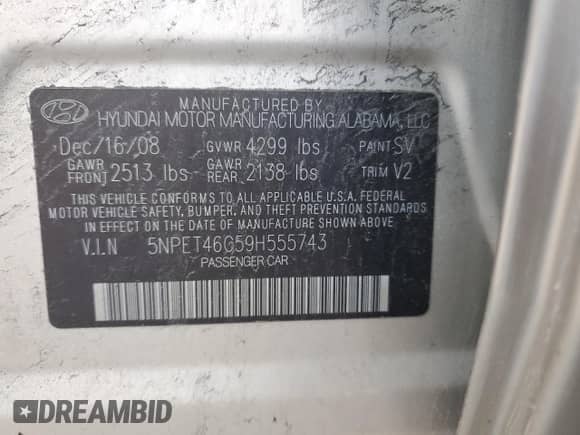 MANUFACTURED BY
HYUNDAI MOTOR MANUFACTURING ALABAMA, LLC
Dec/16/08 GVWR 4299 lbs PAINT SV
GAWR FRONT 2513 lbs GAWR REAR 2138 lbs TRIM V2
THIS VEHICLE CONFORMS TO ALL APPLICABLE U.S.A. FEDERAL
MOTOR VEHICLE SAFETY, BUMPER, AND THEFT PREVENTION STANDARDS
IN EFFECT ON THE DATE OF MANUFACTURE SHOWN ABOVE.
V.I.N 5NPET46C59H555743
PASSENGER CAR
DREAMBID